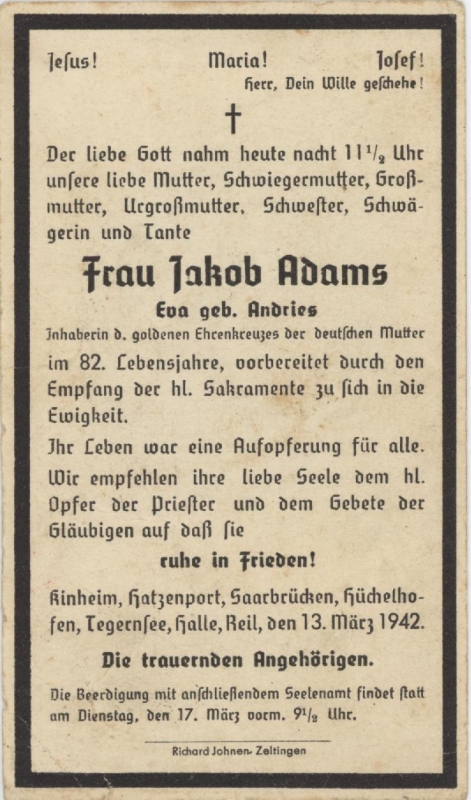 Jesus! Maria! Josef!
Herr, Dein Wille geschehe!
Der liebe Gott nahm heute nacht 11½ Uhr
unsere liebe Mutter, Schwiegermutter, Groß-
mutter, Urgroßmutter, Schwester, Schwä-
gerin und Tante
Frau Jakob Adams
Eva geb. Andries
Inhaberin d. goldenen Ehrenkreuzes der deutschen Mutter
im 82. Lebensjahre, vorbereitet durch den
Empfang der hl. Sakramente zu sich in die
Ewigkeit.
Ihr Leben war eine Aufopferung für alle.
Wir empfehlen ihre liebe Seele dem hl.
Opfer der Priester und dem Gebete der
Gläubigen auf daß sie
ruhe in Frieden!
Kinheim, Hatzenport, Saarbrücken, Hüchelho-
fen, Tegernsee, Halle, Reil, den 13. März 1942.
Die trauernden Angehörigen.
Die Beerdigung mit anschließendem Seelenamt findet statt
am Dienstag, den 17. März vorm. 9½ Uhr.
Richard Johnen, Zeltingen